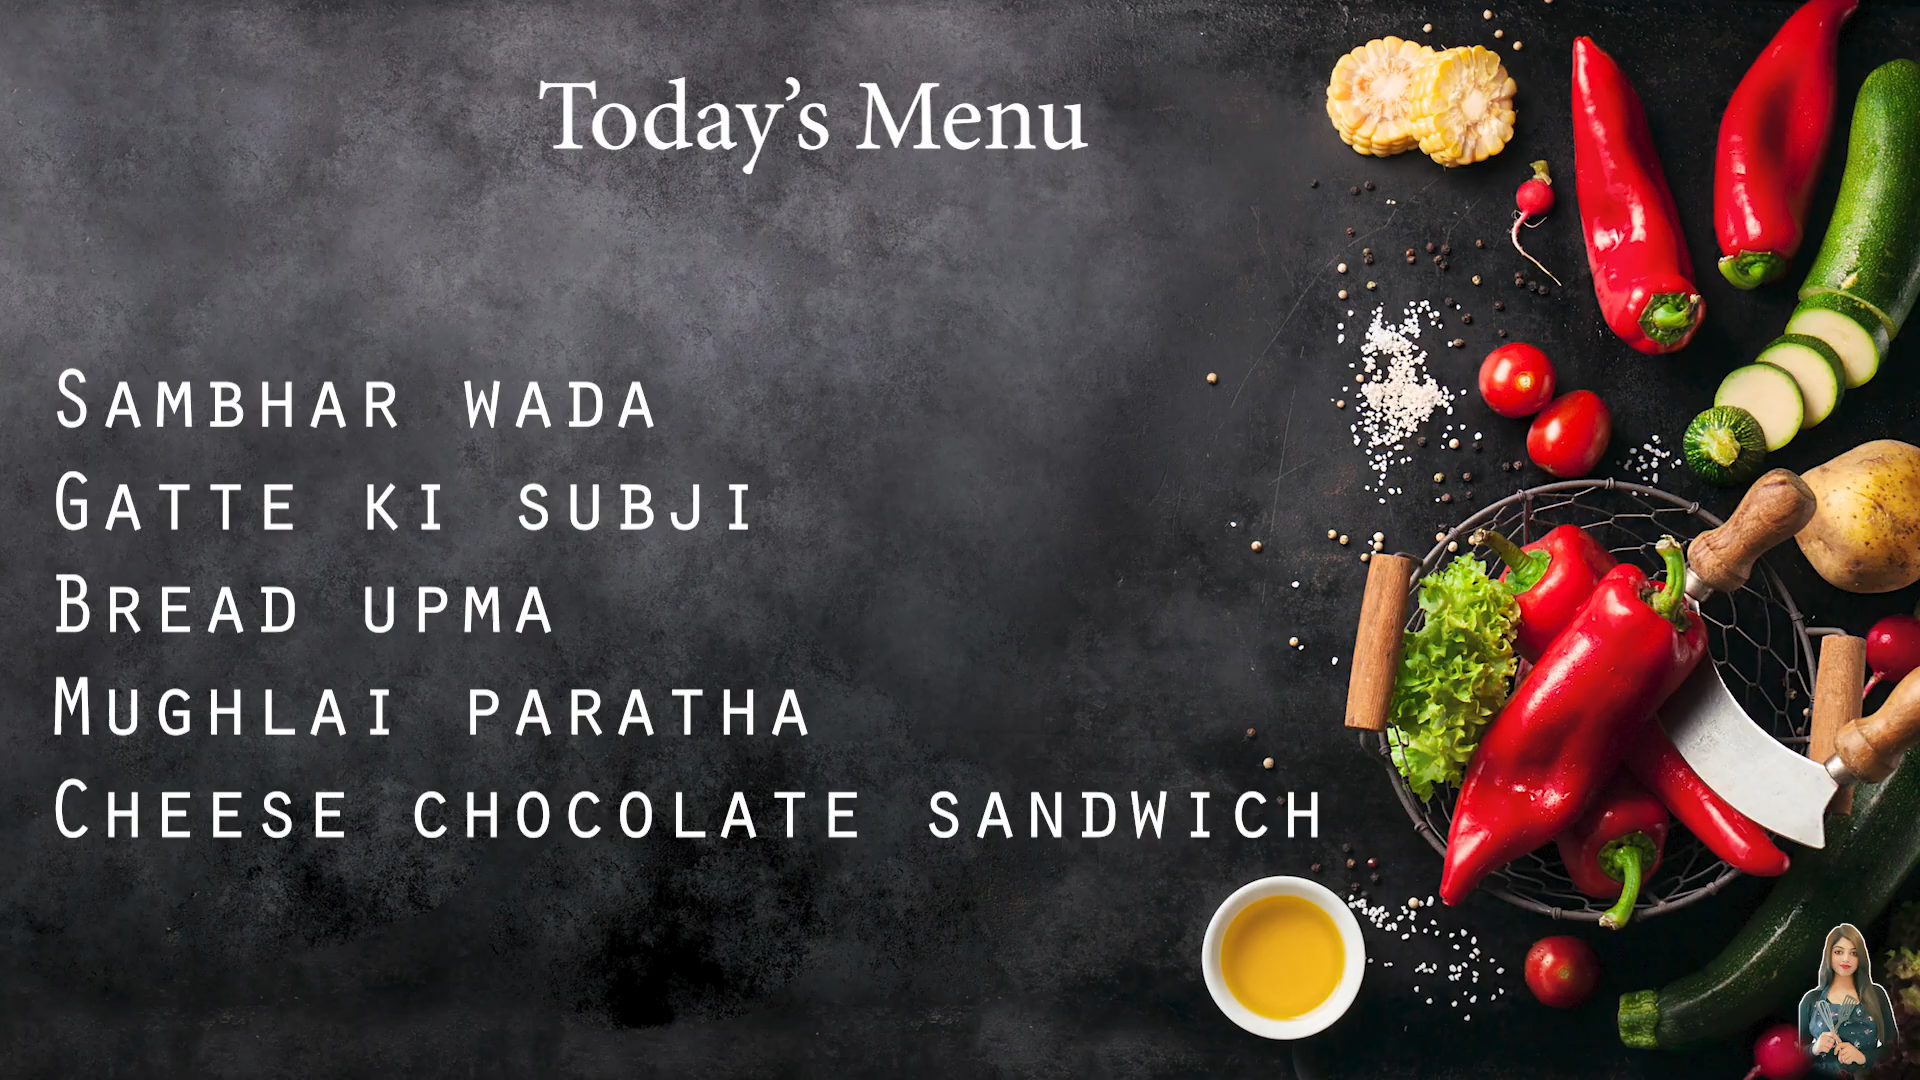 Today's Menu
Sambhar wada
Gatte ki subji
Bread upma
Mughlai paratha
Cheese chocolate sandwich